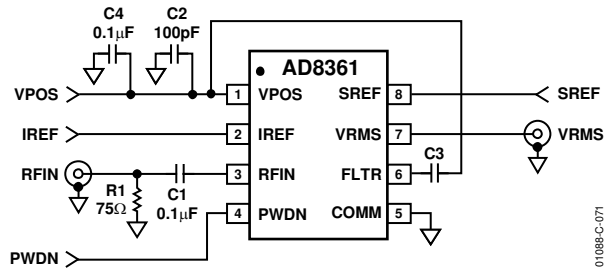 C4
0.1μF
C2
100pF
AD8361
VPOS
1
VPOS
SREF
8
SREF
IREF
2
IREF
VRMS
7
VRMS
RFIN
R1
75Ω
C1
0.1μF
3
RFIN
FLTR
6
C3
4
PWDN
COMM
5
PWDN
01088-C-071